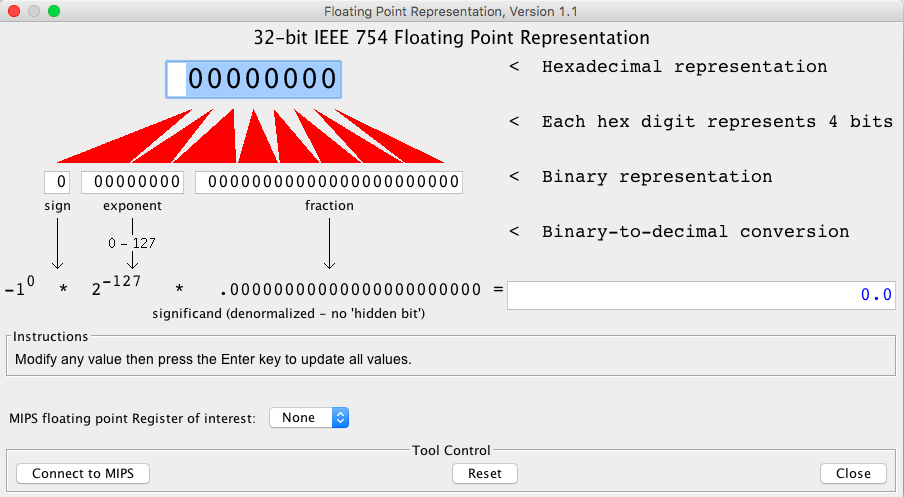 Floating Point Representation, Version 1.1
32-bit IEEE 754 Floating Point Representation
00000000
< Hexadecimal representation
< Each hex digit represents 4 bits
0 00000000 00000000000000000000000
< Binary representation
sign exponent fraction
< Binary-to-decimal conversion
0 - 127
-1^0 * 2^-127 * .00000000000000000000000 = 0.0
significand (denormalized - no 'hidden bit')
Instructions
Modify any value then press the Enter key to update all values.
MIPS floating point Register of interest: None
Tool Control
Connect to MIPS Reset Close